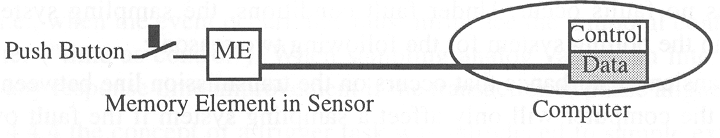 Push Button
ME
Control
Data
Memory Element in Sensor
Computer